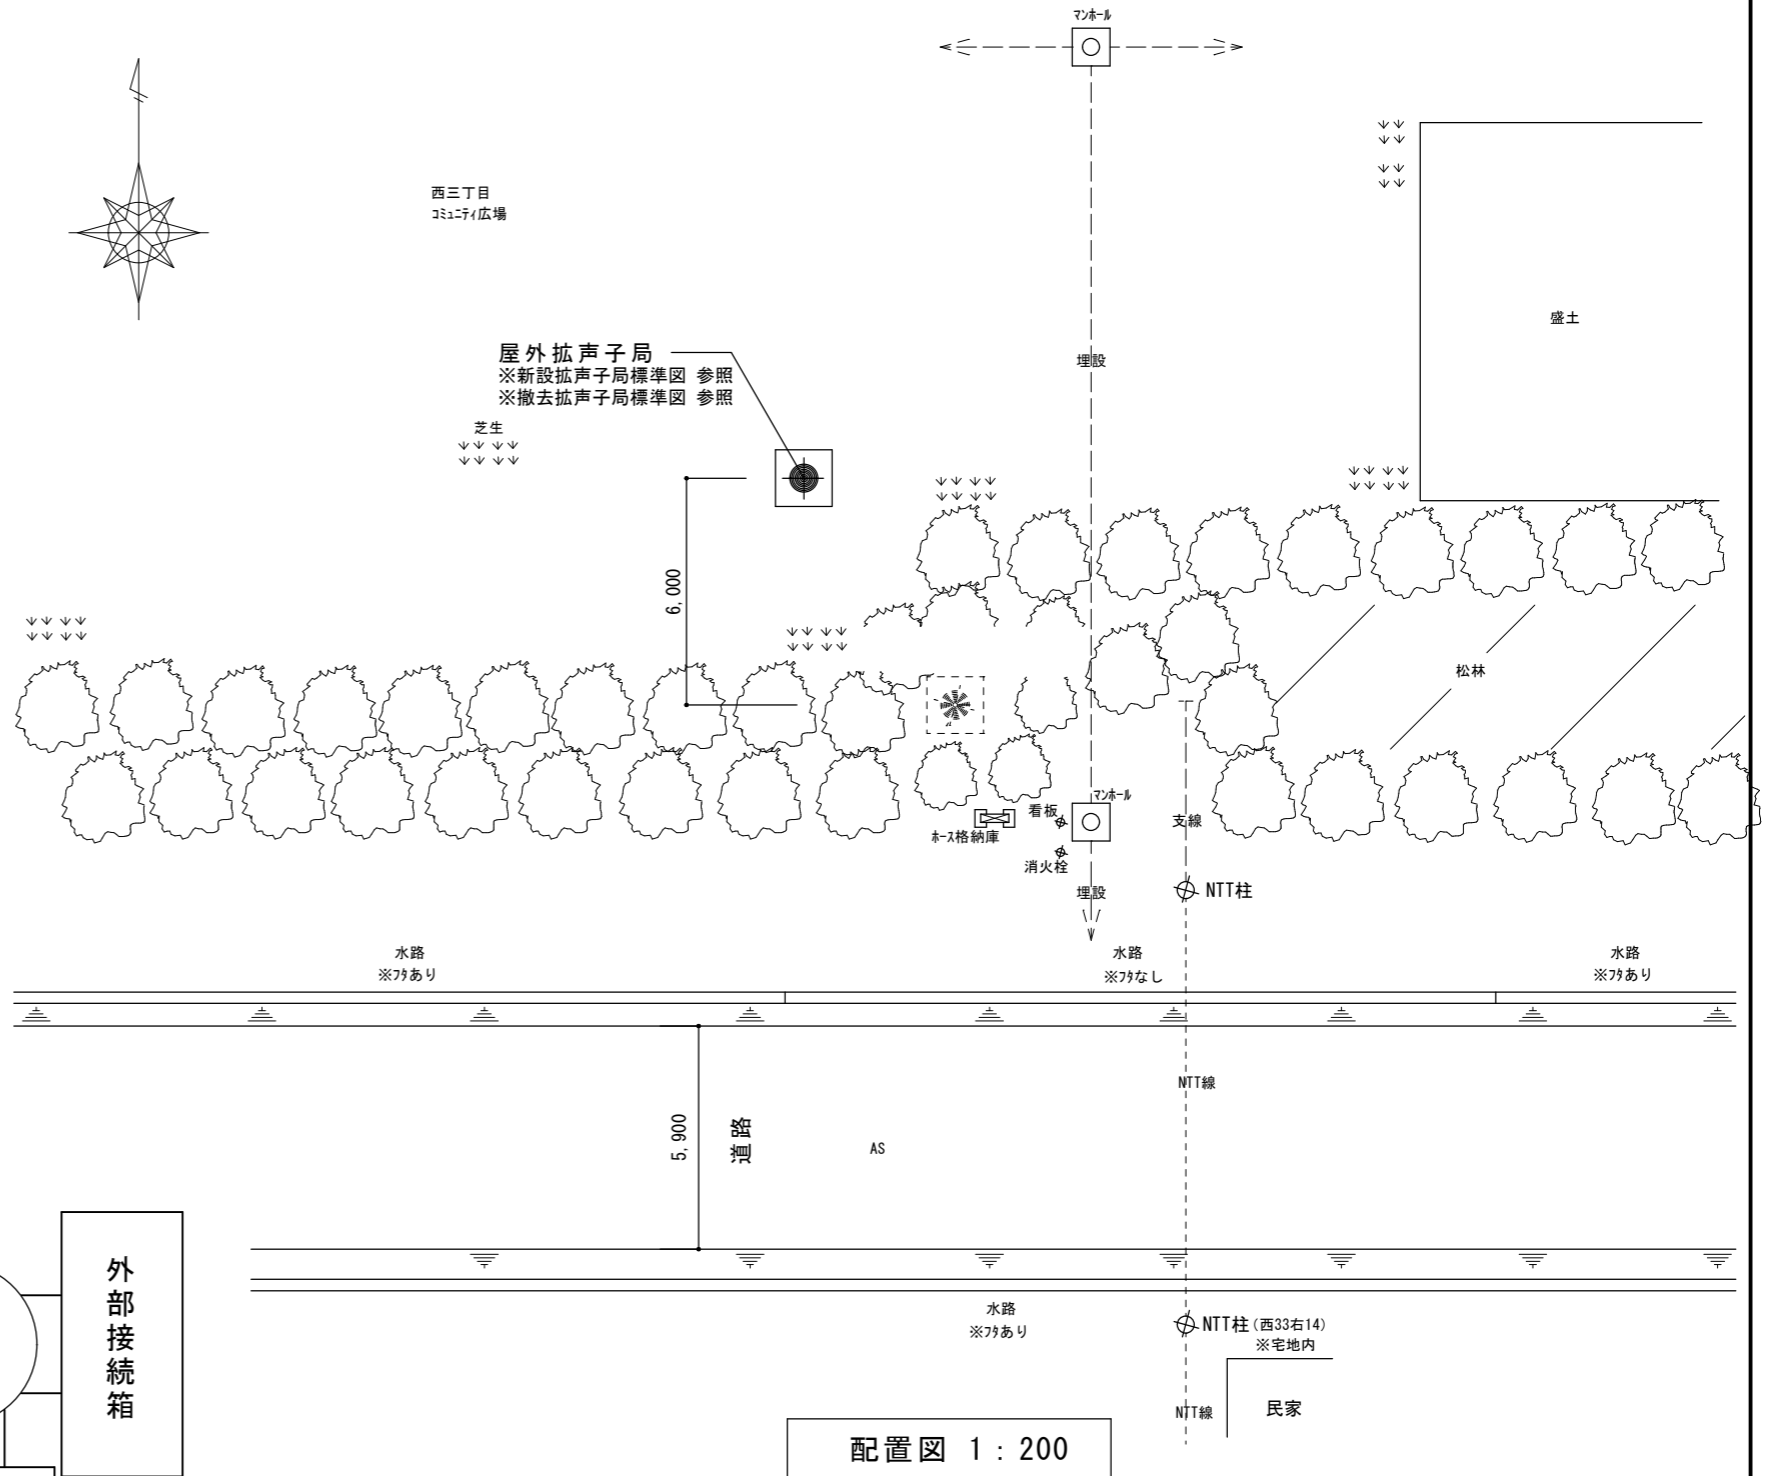 マンホール
西三丁目
コミュニティ広場
盛土
屋外拡声子局
※新設拡声子局標準図 参照
※撤去拡声子局標準図 参照
埋設
芝生
6,000
松林
マンホール
看板
ホース格納庫
支線
消火栓
埋設
NTT柱
水路
※フタあり
水路
※フタなし
水路
※フタあり
NTT線
5,900
道路
AS
外部接続箱
水路
※フタあり
NTT柱(西33右14)
※宅地内
NTT線
民家
配置図 1:200